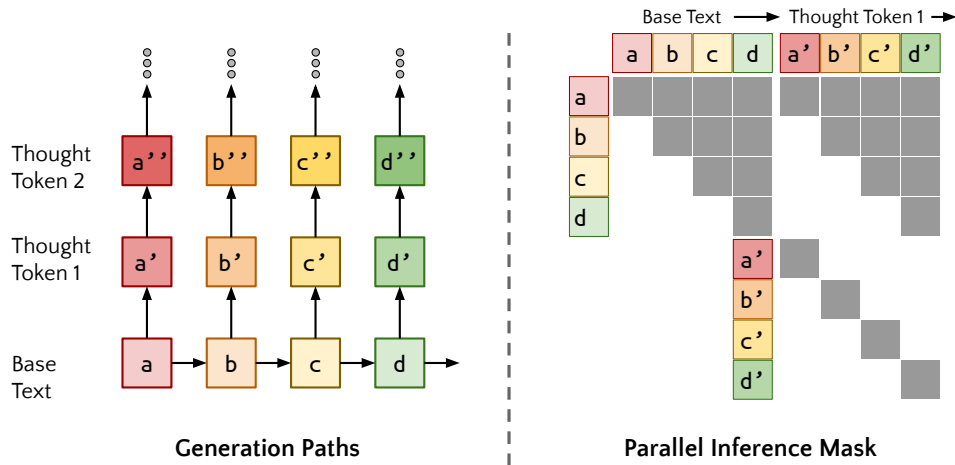 Base Text Thought Token 1
a b c d a’ b’ c’ d’
a
b
c
d
a’
b’
c’
d’
Parallel Inference Mask
Thought
Token 2
a’’ b’’ c’’ d’’
Thought
Token 1
a’ b’ c’ d’
Base
Text
a b c d
Generation Paths